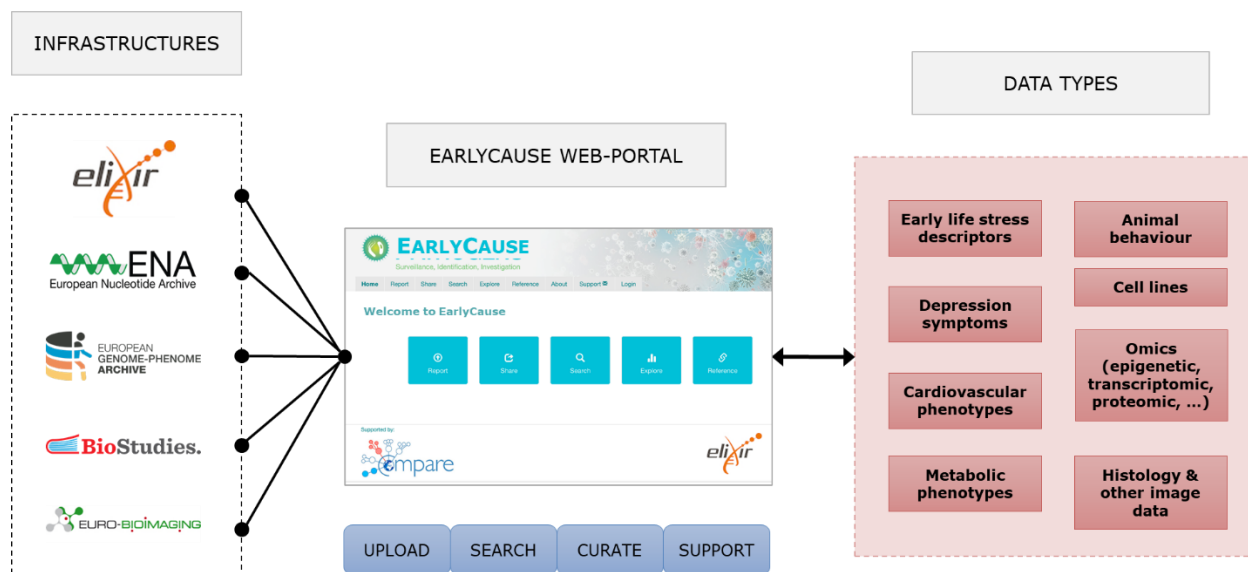 INFRASTRUCTURES
elixir
ENA
European Nucleotide Archive
EUROPEAN
GENOME-PHENOME
ARCHIVE
BioStudies.
EURO-BIOIMAGING
EARLYCAUSE WEB-PORTAL
EARLYCAUSE
Surveillance, Identification, Investigation
Home Report Share Search Explore Reference About Support Login
Welcome to EarlyCause
Report Share Search Explore Reference
Supported by:
compare
elixir
UPLOAD SEARCH CURATE SUPPORT
DATA TYPES
Early life stress
descriptors
Depression
symptoms
Cardiovascular
phenotypes
Metabolic
phenotypes
Animal
behaviour
Cell lines
Omics
(epigenetic,
transcriptomic,
proteomic, ...)
Histology &
other image
data